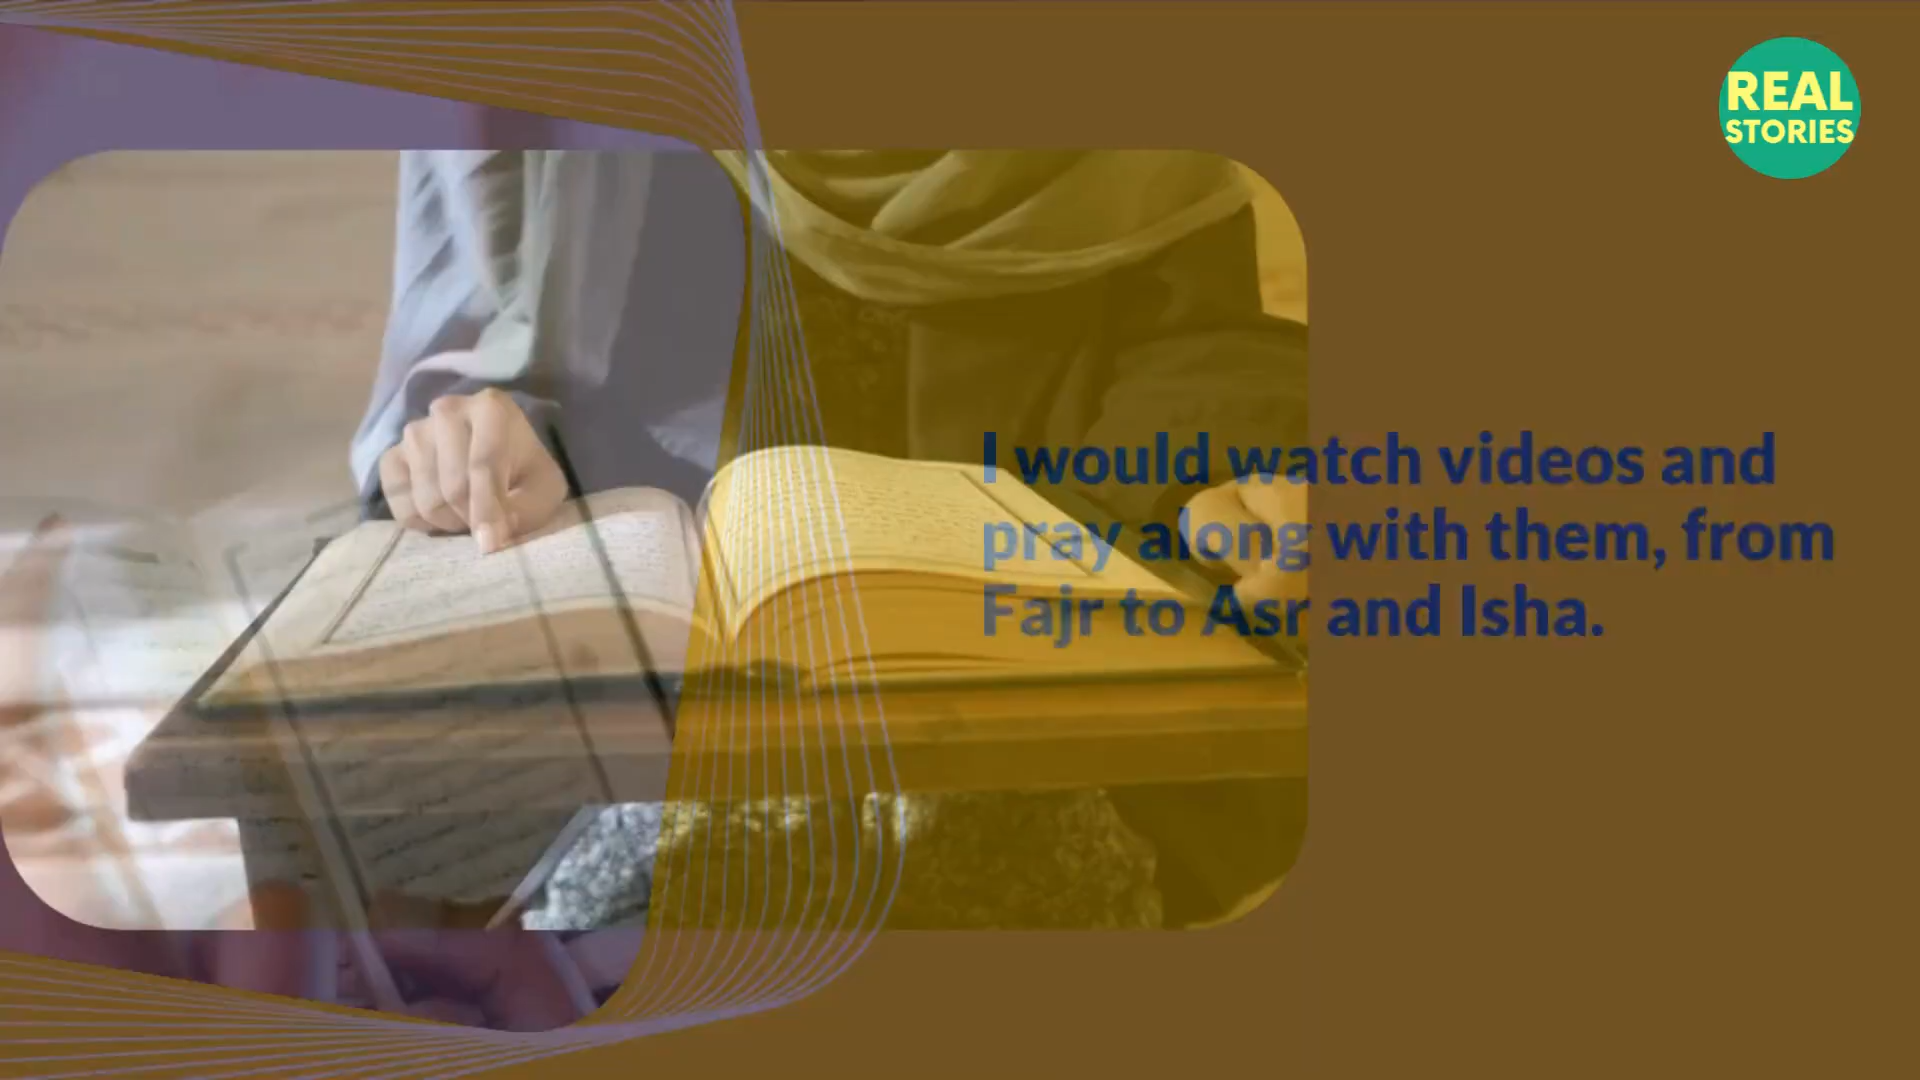 REAL
STORIES
I would watch videos and
pray along with them, from
Fajr to Asr and Isha.